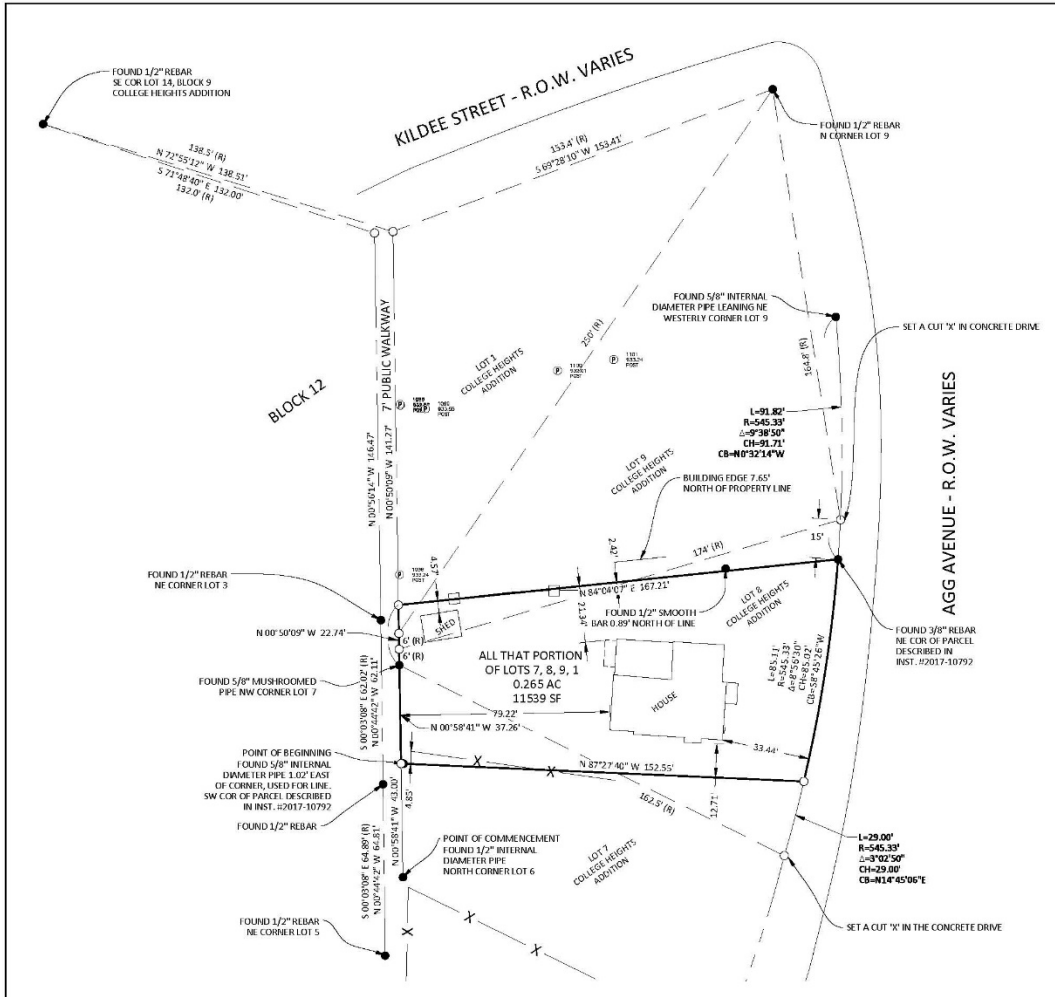 FOUND 1/2" REBAR
SE COR LOT 14, BLOCK 9
COLLEGE HEIGHTS ADDITION
KILDEE STREET - R.O.W. VARIES
138.5' (R)
N 72°55'12" W 138.51'
S 71°48'40" E 132.00'
132.0' (R)
153.4' (R)
S 69°28'10" W 153.41'
FOUND 1/2" REBAR
N CORNER LOT 9
FOUND 5/8" INTERNAL
DIAMETER PIPE LEANING NE
WESTERLY CORNER LOT 9
SET A CUT 'X' IN CONCRETE DRIVE
250' (R)
164.8' (R)
7' PUBLIC WALKWAY
BLOCK 12
LOT 1
COLLEGE HEIGHTS
ADDITION
P
P
1101
933.24
POST
P
P
POST
N 00°56'14" W 146.47'
N 00°50'09" W 141.27'
L=91.82'
R=545.33'
Δ=9°38'50"
CH=91.71'
CB=N0°32'14"W
LOT 9
COLLEGE HEIGHTS
ADDITION
BUILDING EDGE 7.65'
NORTH OF PROPERTY LINE
AGG AVENUE - R.O.W. VARIES
15'
174' (R)
2.42'
P
933.24
POST
4.57'
FOUND 1/2" REBAR
NE CORNER LOT 3
N 84°04'07" E 167.21'
21.34'
FOUND 1/2" SMOOTH
BAR 0.89' NORTH OF LINE
LOT 8
COLLEGE HEIGHTS
ADDITION
FOUND 3/8" REBAR
NE COR OF PARCEL
DESCRIBED IN
INST. #2017-10792
SHED
N 00°50'09" W 22.74'
6' (R)
6' (R)
ALL THAT PORTION
OF LOTS 7, 8, 9, 1
0.265 AC
11539 SF
L=85.11'
R=545.33'
Δ=8°56'30"
CH=85.02'
CB=S8°45'26"W
HOUSE
FOUND 5/8" MUSHROOMED
PIPE NW CORNER LOT 7
S 00°03'08" E 62.02' (R)
N 00°44'42" W 62.11'
79.22'
N 00°58'41" W 37.26'
33.44'
POINT OF BEGINNING
FOUND 5/8" INTERNAL
DIAMETER PIPE 1.02' EAST
OF CORNER, USED FOR LINE.
SW COR OF PARCEL DESCRIBED
IN INST. #2017-10792
X
X
N 87°27'40" W 152.55'
4.85'
12.71'
162.5' (R)
FOUND 1/2" REBAR
S 00°03'08" E 64.89' (R)
N 00°44'42" W 64.81'
N 00°58'41" W 43.00'
POINT OF COMMENCEMENT
FOUND 1/2" INTERNAL
DIAMETER PIPE
NORTH CORNER LOT 6
LOT 7
COLLEGE HEIGHTS
ADDITION
L=29.00'
R=545.33'
Δ=3°02'50"
CH=29.00'
CB=N14°45'06"E
FOUND 1/2" REBAR
NE CORNER LOT 5
X
X
X
SET A CUT 'X' IN THE CONCRETE DRIVE